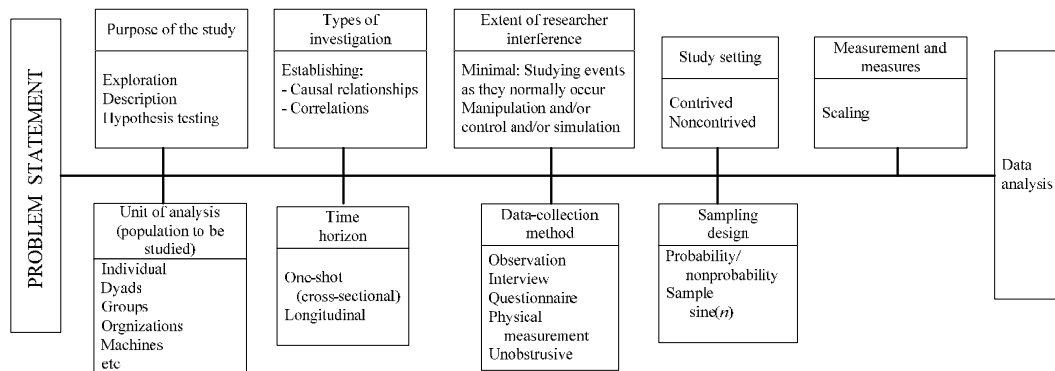 PROBLEM STATEMENT
Purpose of the study
Exploration
Description
Hypothesis testing
Types of
investigation
Establishing:
- Causal relationships
- Correlations
Extent of researcher
interference
Minimal: Studying events
as they normally occur
Manipulation and/or
control and/or simulation
Study setting
Contrived
Noncontrived
Measurement and
measures
Scaling
Data
analysis
Unit of analysis
(population to be
studied)
Individual
Dyads
Groups
Orgnizations
Machines
etc
Time
horizon
One-shot
(cross-sectional)
Longitudinal
Data-collection
method
Observation
Interview
Questionnaire
Physical
measurement
Unobstrusive
Sampling
design
Probability/
nonprobability
Sample
sine(n)